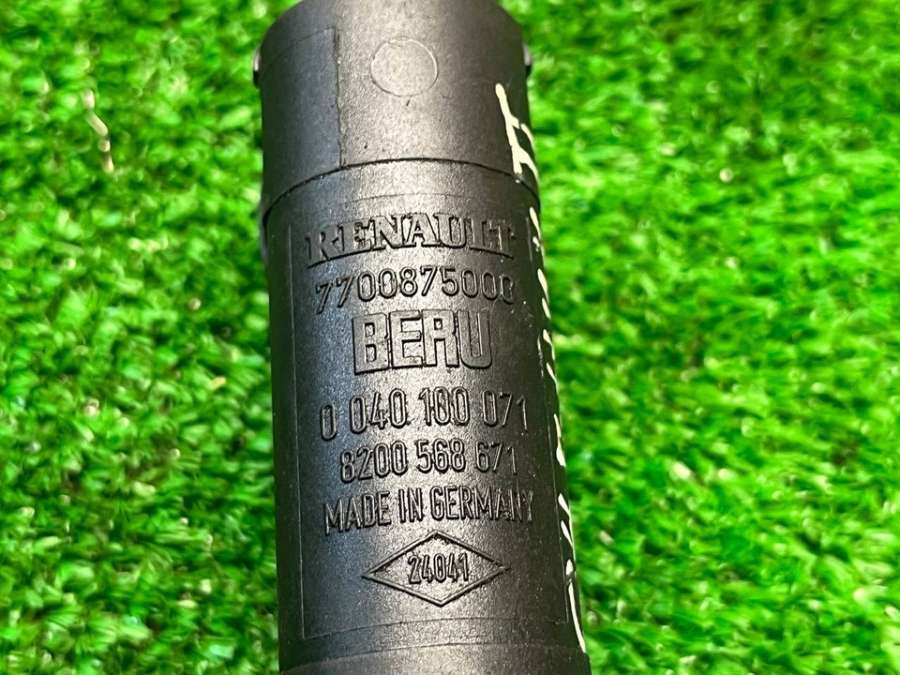 RENAULT
7700875000
BERU
0 040 100 071
8200 568 671
MADE IN GERMANY
24041